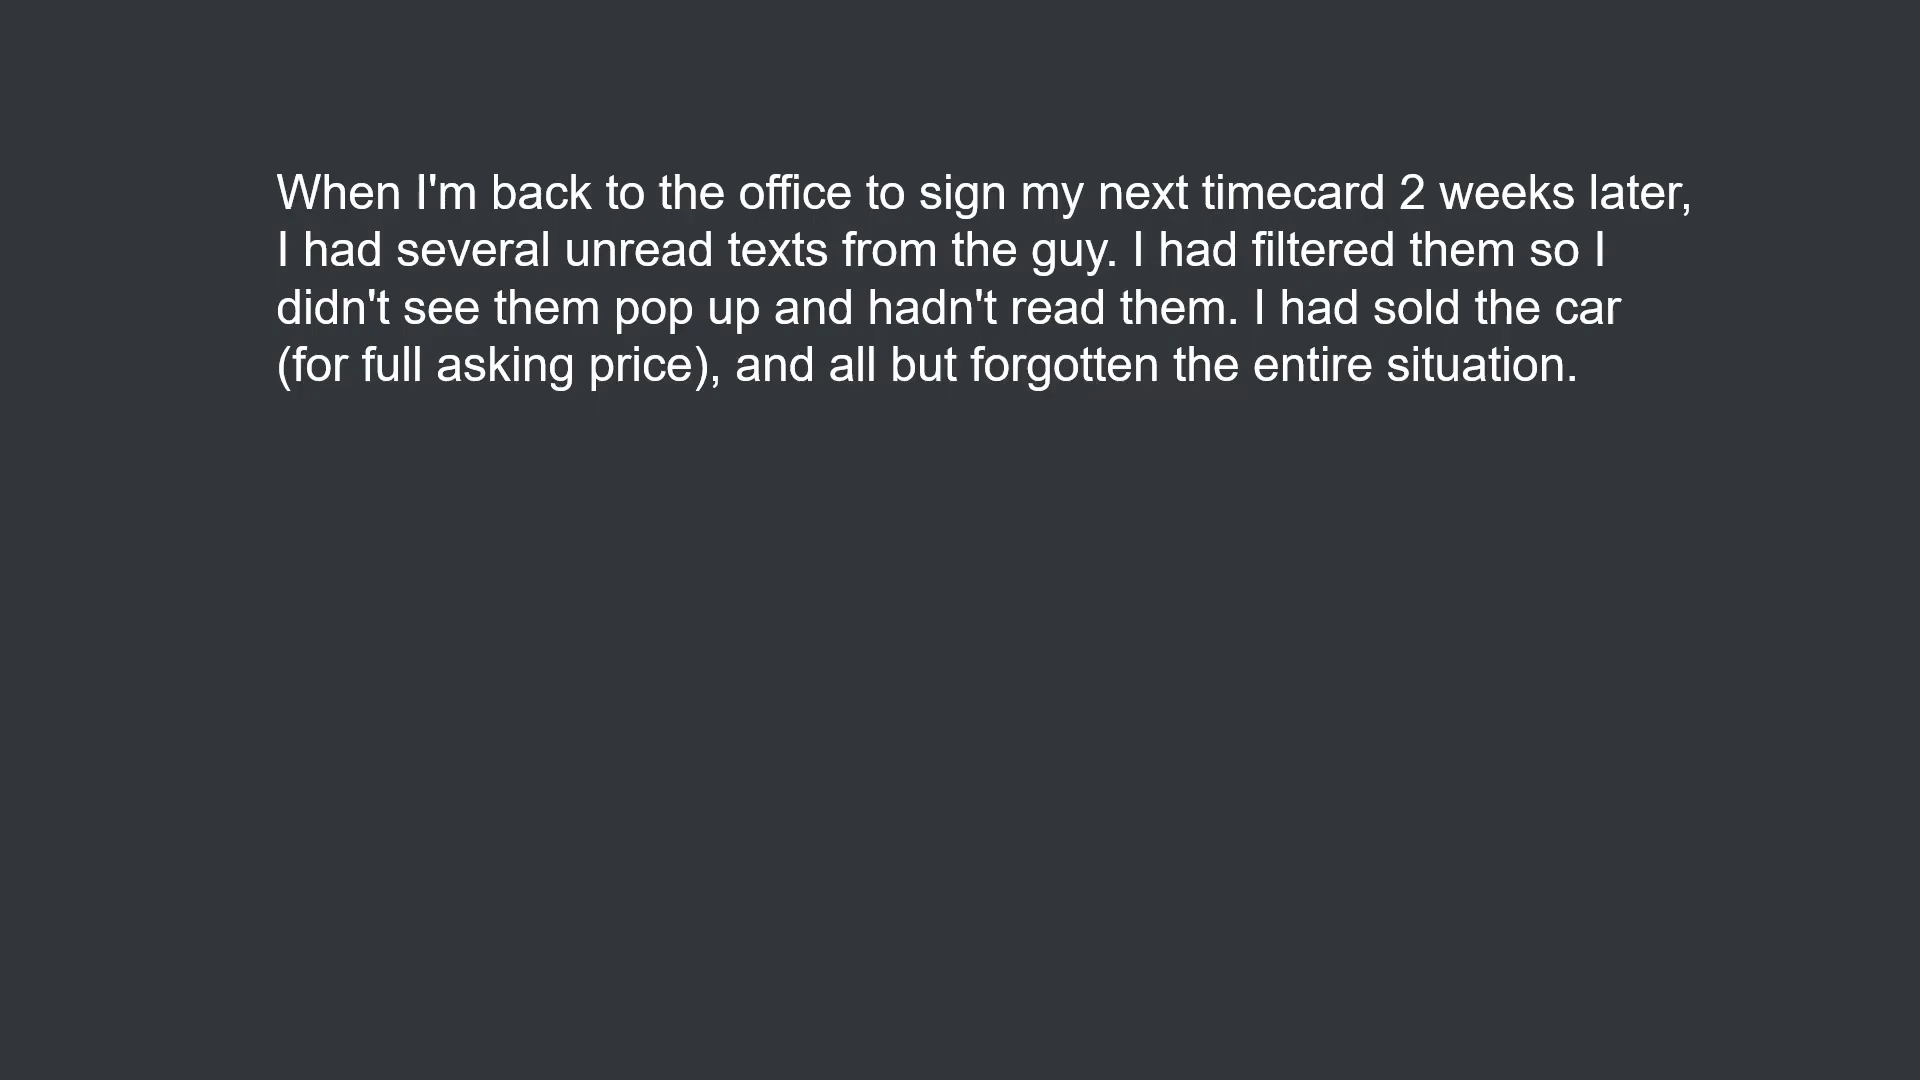 When I'm back to the office to sign my next timecard 2 weeks later,
I had several unread texts from the guy. I had filtered them so I
didn't see them pop up and hadn't read them. I had sold the car
(for full asking price), and all but forgotten the entire situation.